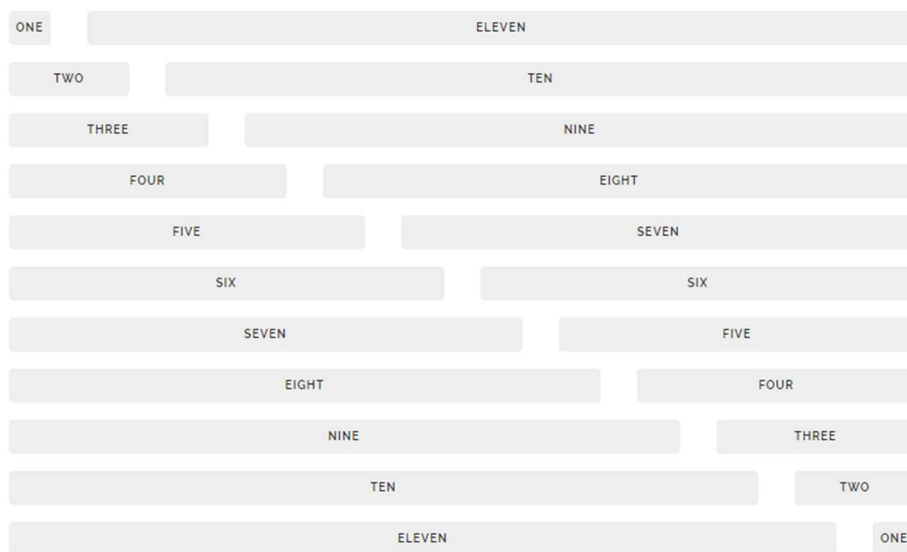 ONE ELEVEN
TWO TEN
THREE NINE
FOUR EIGHT
FIVE SEVEN
SIX SIX
SEVEN FIVE
EIGHT FOUR
NINE THREE
TEN TWO
ELEVEN ONE